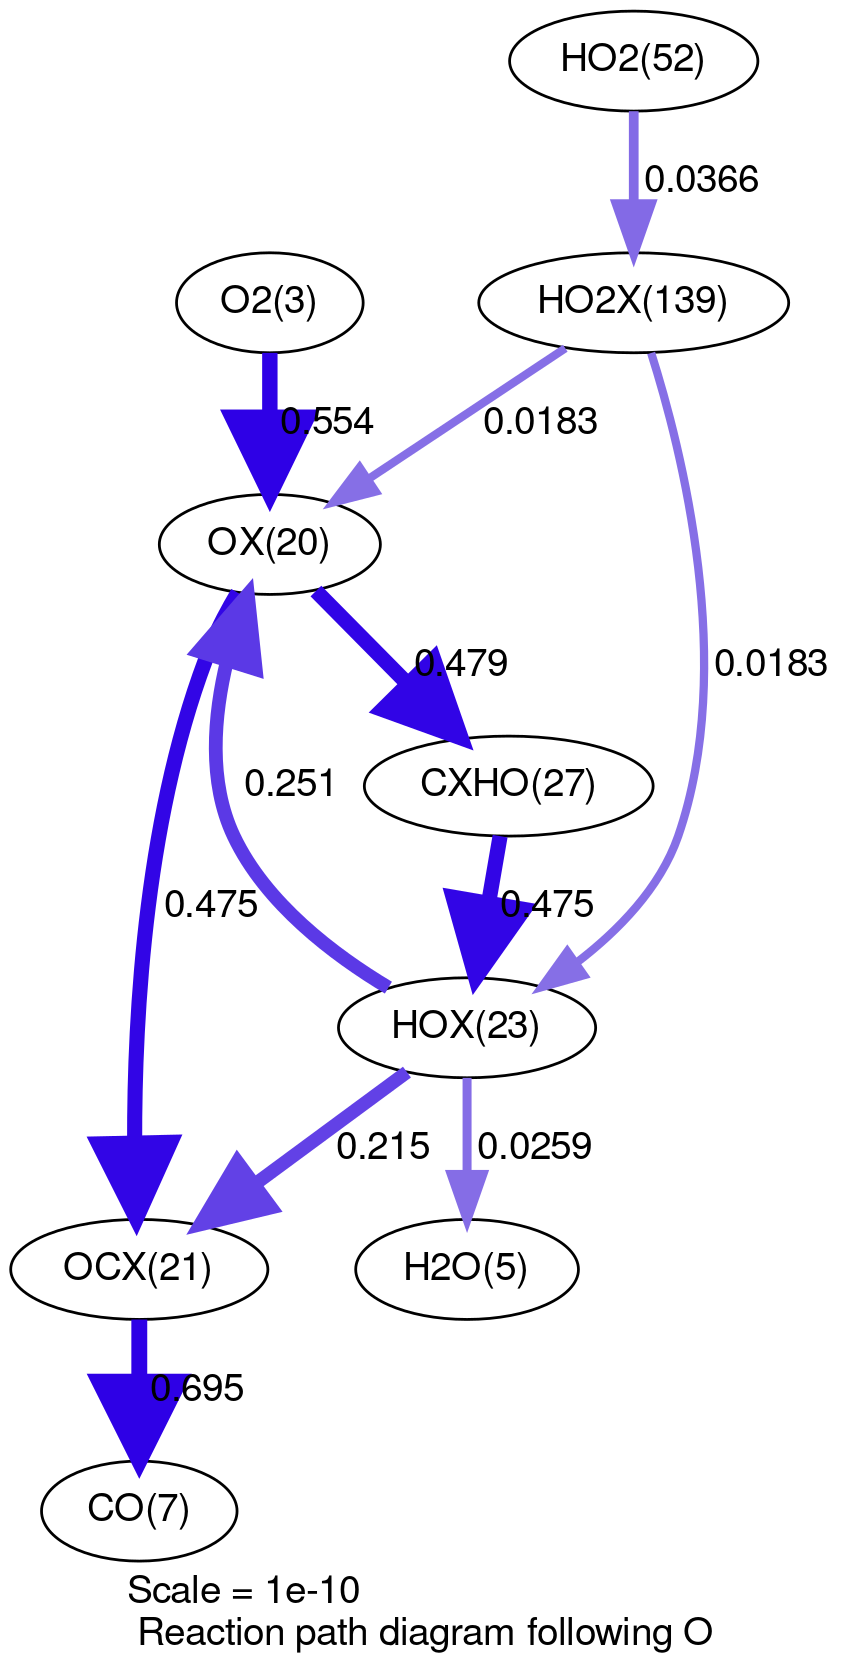 HO2(52)
0.0366
O2(3)
HO2X(139)
0.554
0.0183
OX(20)
0.479
0.0183
0.251
CXHO(27)
0.475
0.475
HOX(23)
0.215
0.0259
OCX(21)
H2O(5)
0.695
CO(7)
Scale = 1e-10
Reaction path diagram following O